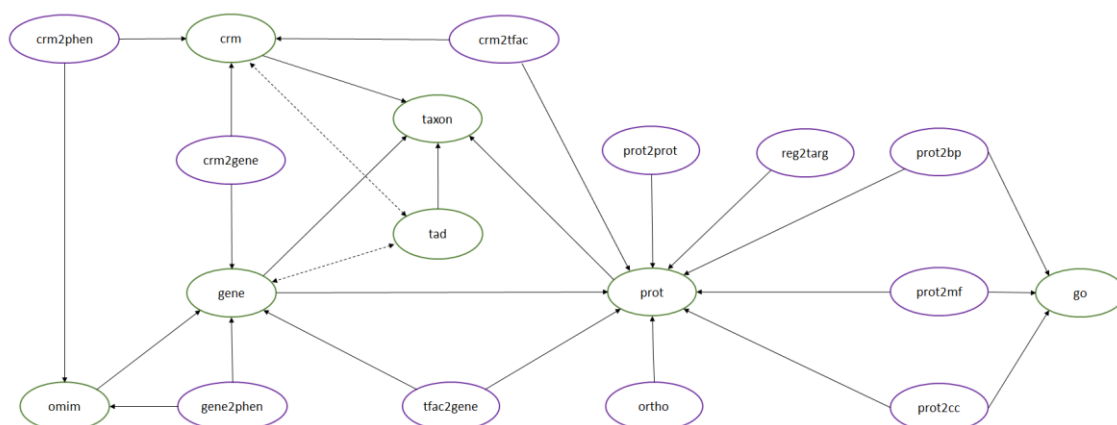 crm2phen
crm
crm2tfac
taxon
crm2gene
prot2prot
reg2targ
prot2bp
tad
gene
prot
prot2mf
go
omim
gene2phen
tfac2gene
ortho
prot2cc